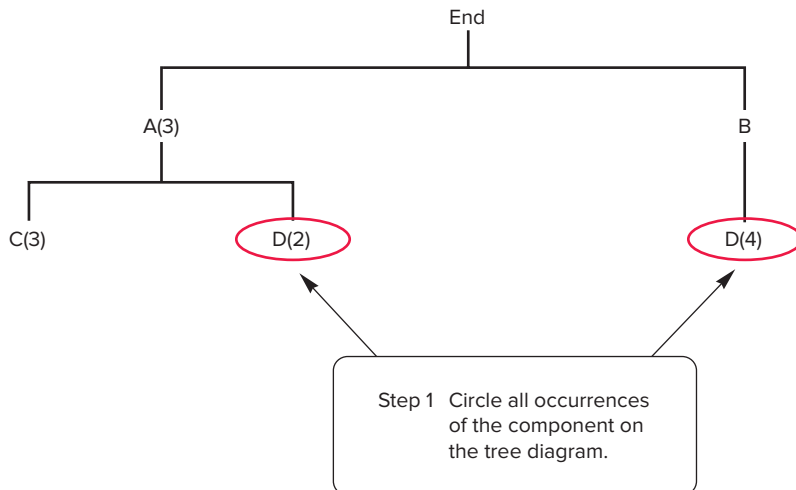 End
A(3)
B
C(3)
D(2)
D(4)
Step 1 Circle all occurrences
of the component on
the tree diagram.